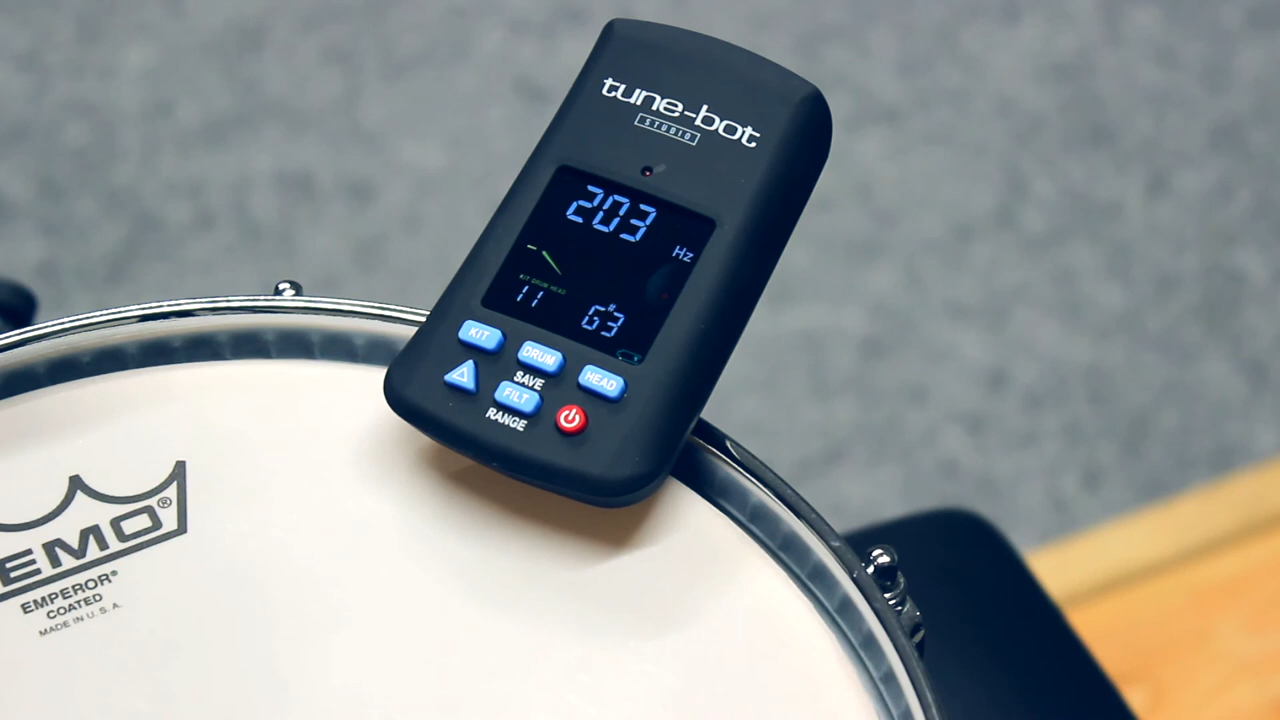 tune-bot
STUDIO
203
Hz
KIT DRUM HEAD
11
G#3
KIT
DRUM
HEAD
SAVE
FILT
RANGE
EMO®
EMPEROR®
COATED
MADE IN U.S.A.